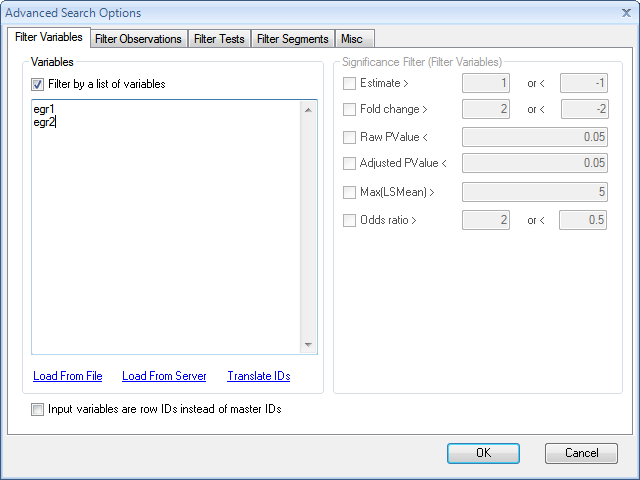 Advanced Search Options
Filter Variables Filter Observations Filter Tests Filter Segments Misc
Variables
Filter by a list of variables
egr1
egr2
Load From File Load From Server Translate IDs
Input variables are row IDs instead of master IDs
Significance Filter (Filter Variables)
Estimate > 1 or < -1
Fold change > 2 or < -2
Raw PValue < 0.05
Adjusted PValue < 0.05
Max(LSMean) > 5
Odds ratio > 2 or < 0.5
OK Cancel